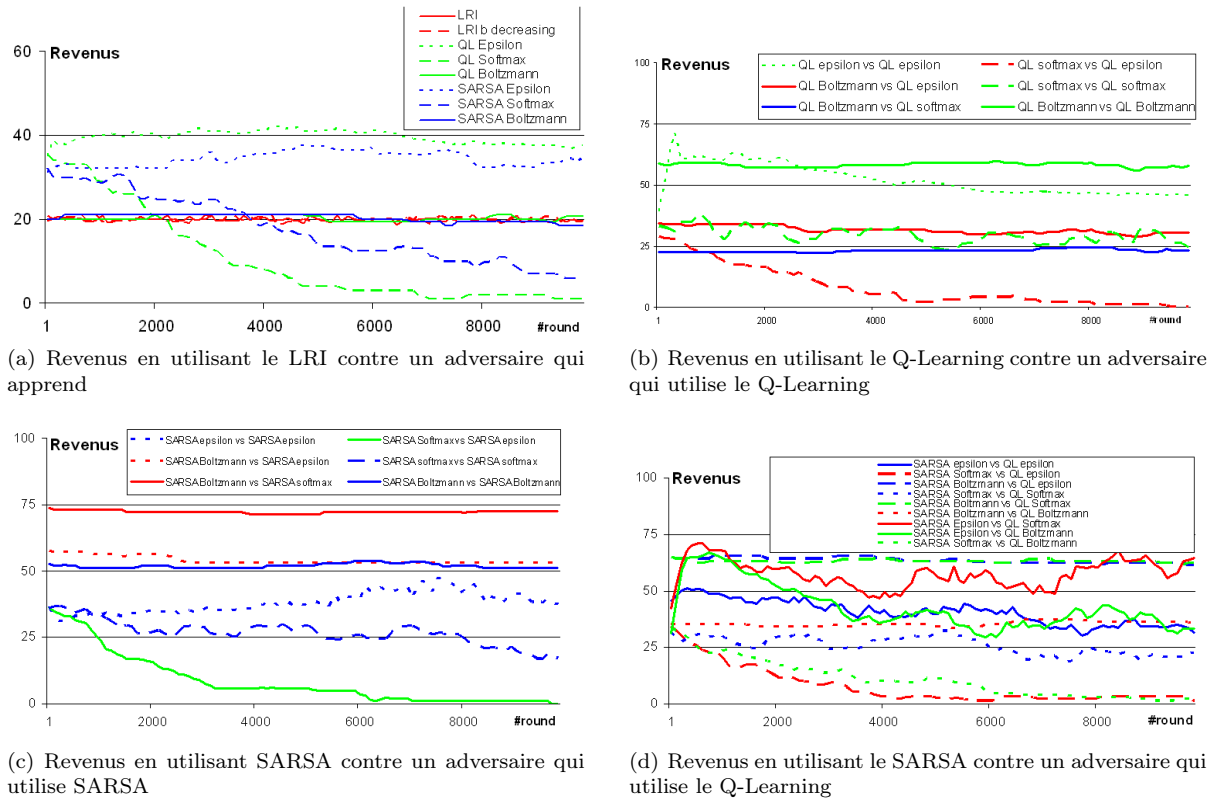 Revenus
LRI
LRI b decreasing
QL Epsilon
QL Softmax
QL Boltzmann
SARSA Epsilon
SARSA Softmax
SARSA Boltzmann
60
40
20
0
1
2000
4000
6000
8000
#round
(a) Revenus en utilisant le LRI contre un adversaire qui
apprend
100
Revenus
QL epsilon vs QL epsilon
QL softmax vs QL epsilon
QL Boltzmann vs QL epsilon
QL softmax vs QL softmax
QL Boltzmann vs QL softmax
QL Boltzmann vs QL Boltzmann
75
50
25
0
1
2000
4000
6000
8000
#round
(b) Revenus en utilisant le Q-Learning contre un adversaire
qui utilise le Q-Learning
100
Revenus
SARSAepsilon vs SARSAepsilon
SARSASoftmaxvs SARSAepsilon
SARSABoltzmann vs SARSAepsilon
SARSAsoftmaxvs SARSAsoftmax
SARSABoltzmann vs SARSAsoftmax
SARSABoltzmann vs SARSABoltzmann
75
50
25
0
1
2000
4000
6000
8000
#round
(c) Revenus en utilisant SARSA contre un adversaire qui
utilise SARSA
100
Revenus
SARSA epsilon vs QL epsilon
SARSA Softmax vs QL epsilon
SARSA Boltzmann vs QL epsilon
SARSA Softmax vs QL Softmax
SARSA Boltmann vs QL Softmax
SARSA Boltzmann vs QL Boltzmann
SARSA Epsilon vs QL Softmax
SARSA Epsilon vs QL Boltzmann
SARSA Softmax vs QL Boltzmann
75
50
25
0
1
2000
4000
6000
8000
#round
(d) Revenus en utilisant le SARSA contre un adversaire qui
utilise le Q-Learning